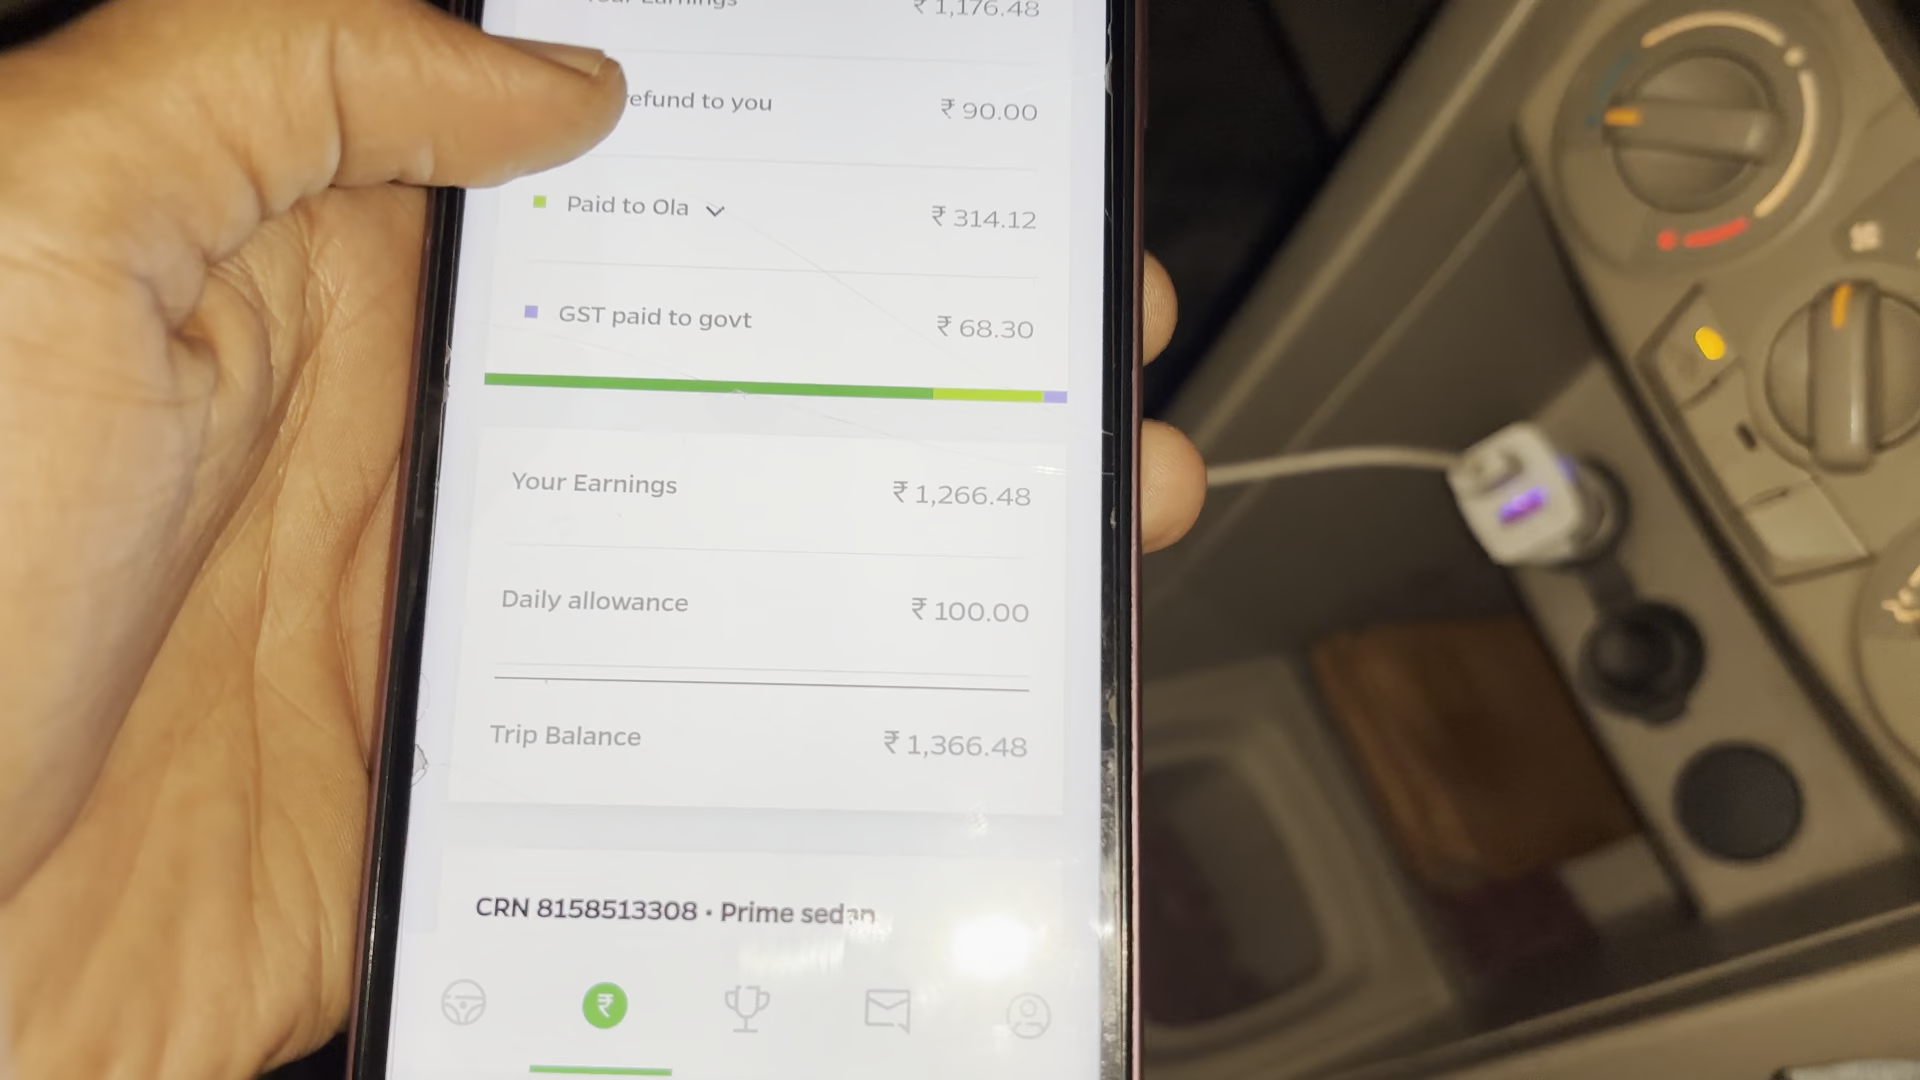 Your Earnings ₹ 1,176.48
refund to you ₹ 90.00
Paid to Ola ₹ 314.12
GST paid to govt ₹ 68.30
Your Earnings ₹ 1,266.48
Daily allowance ₹ 100.00
Trip Balance ₹ 1,366.48
CRN 8158513308 • Prime sedan
₹